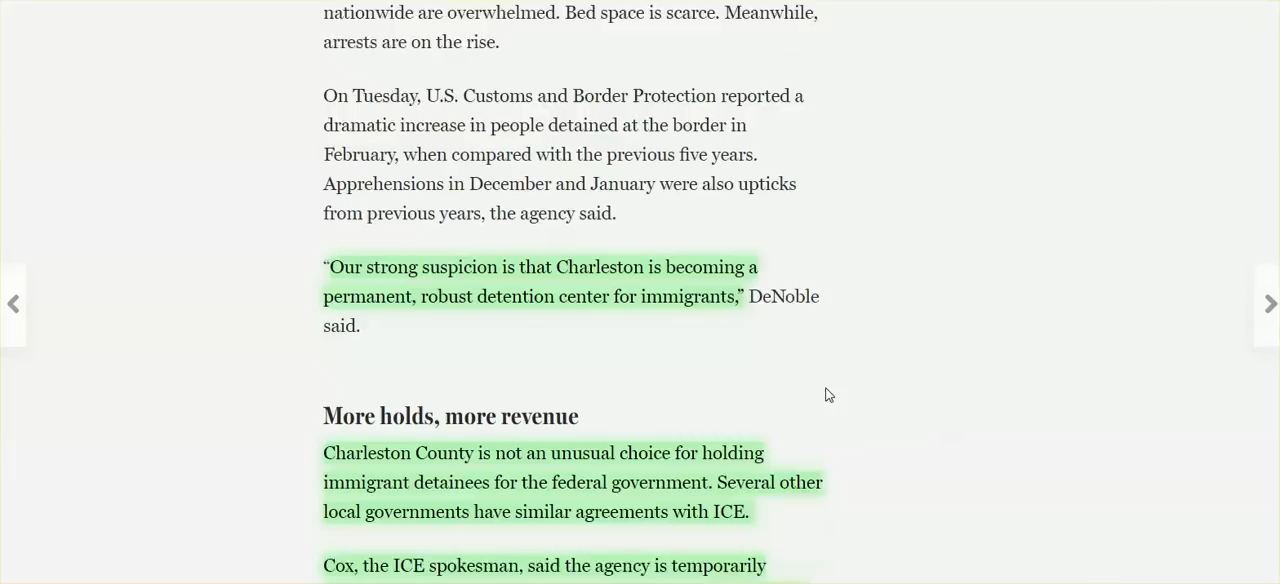 nationwide are overwhelmed. Bed space is scarce. Meanwhile,
arrests are on the rise.
On Tuesday, U.S. Customs and Border Protection reported a
dramatic increase in people detained at the border in
February, when compared with the previous five years.
Apprehensions in December and January were also upticks
from previous years, the agency said.
“Our strong suspicion is that Charleston is becoming a
permanent, robust detention center for immigrants,” DeNoble
said.
More holds, more revenue
Charleston County is not an unusual choice for holding
immigrant detainees for the federal government. Several other
local governments have similar agreements with ICE.
Cox, the ICE spokesman, said the agency is temporarily